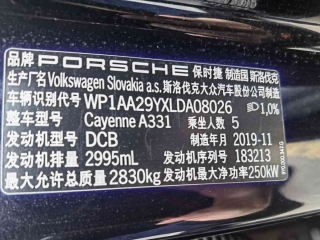 品牌 PORSCHE 保时捷 制造国 斯洛伐克
生产厂名 Volkswagen Slovakia a.s. 斯洛伐克大众汽车股份公司制造
车辆识别代号 WP1AA29YXLDA08026 1,0%
整车型号 Cayenne A331 乘坐人数 5
发动机型号 DCB 制造年月 2019-11
发动机排量 2995mL 发动机序列号 183213
最大允许总质量 2830kg 发动机最大净功率 250kW